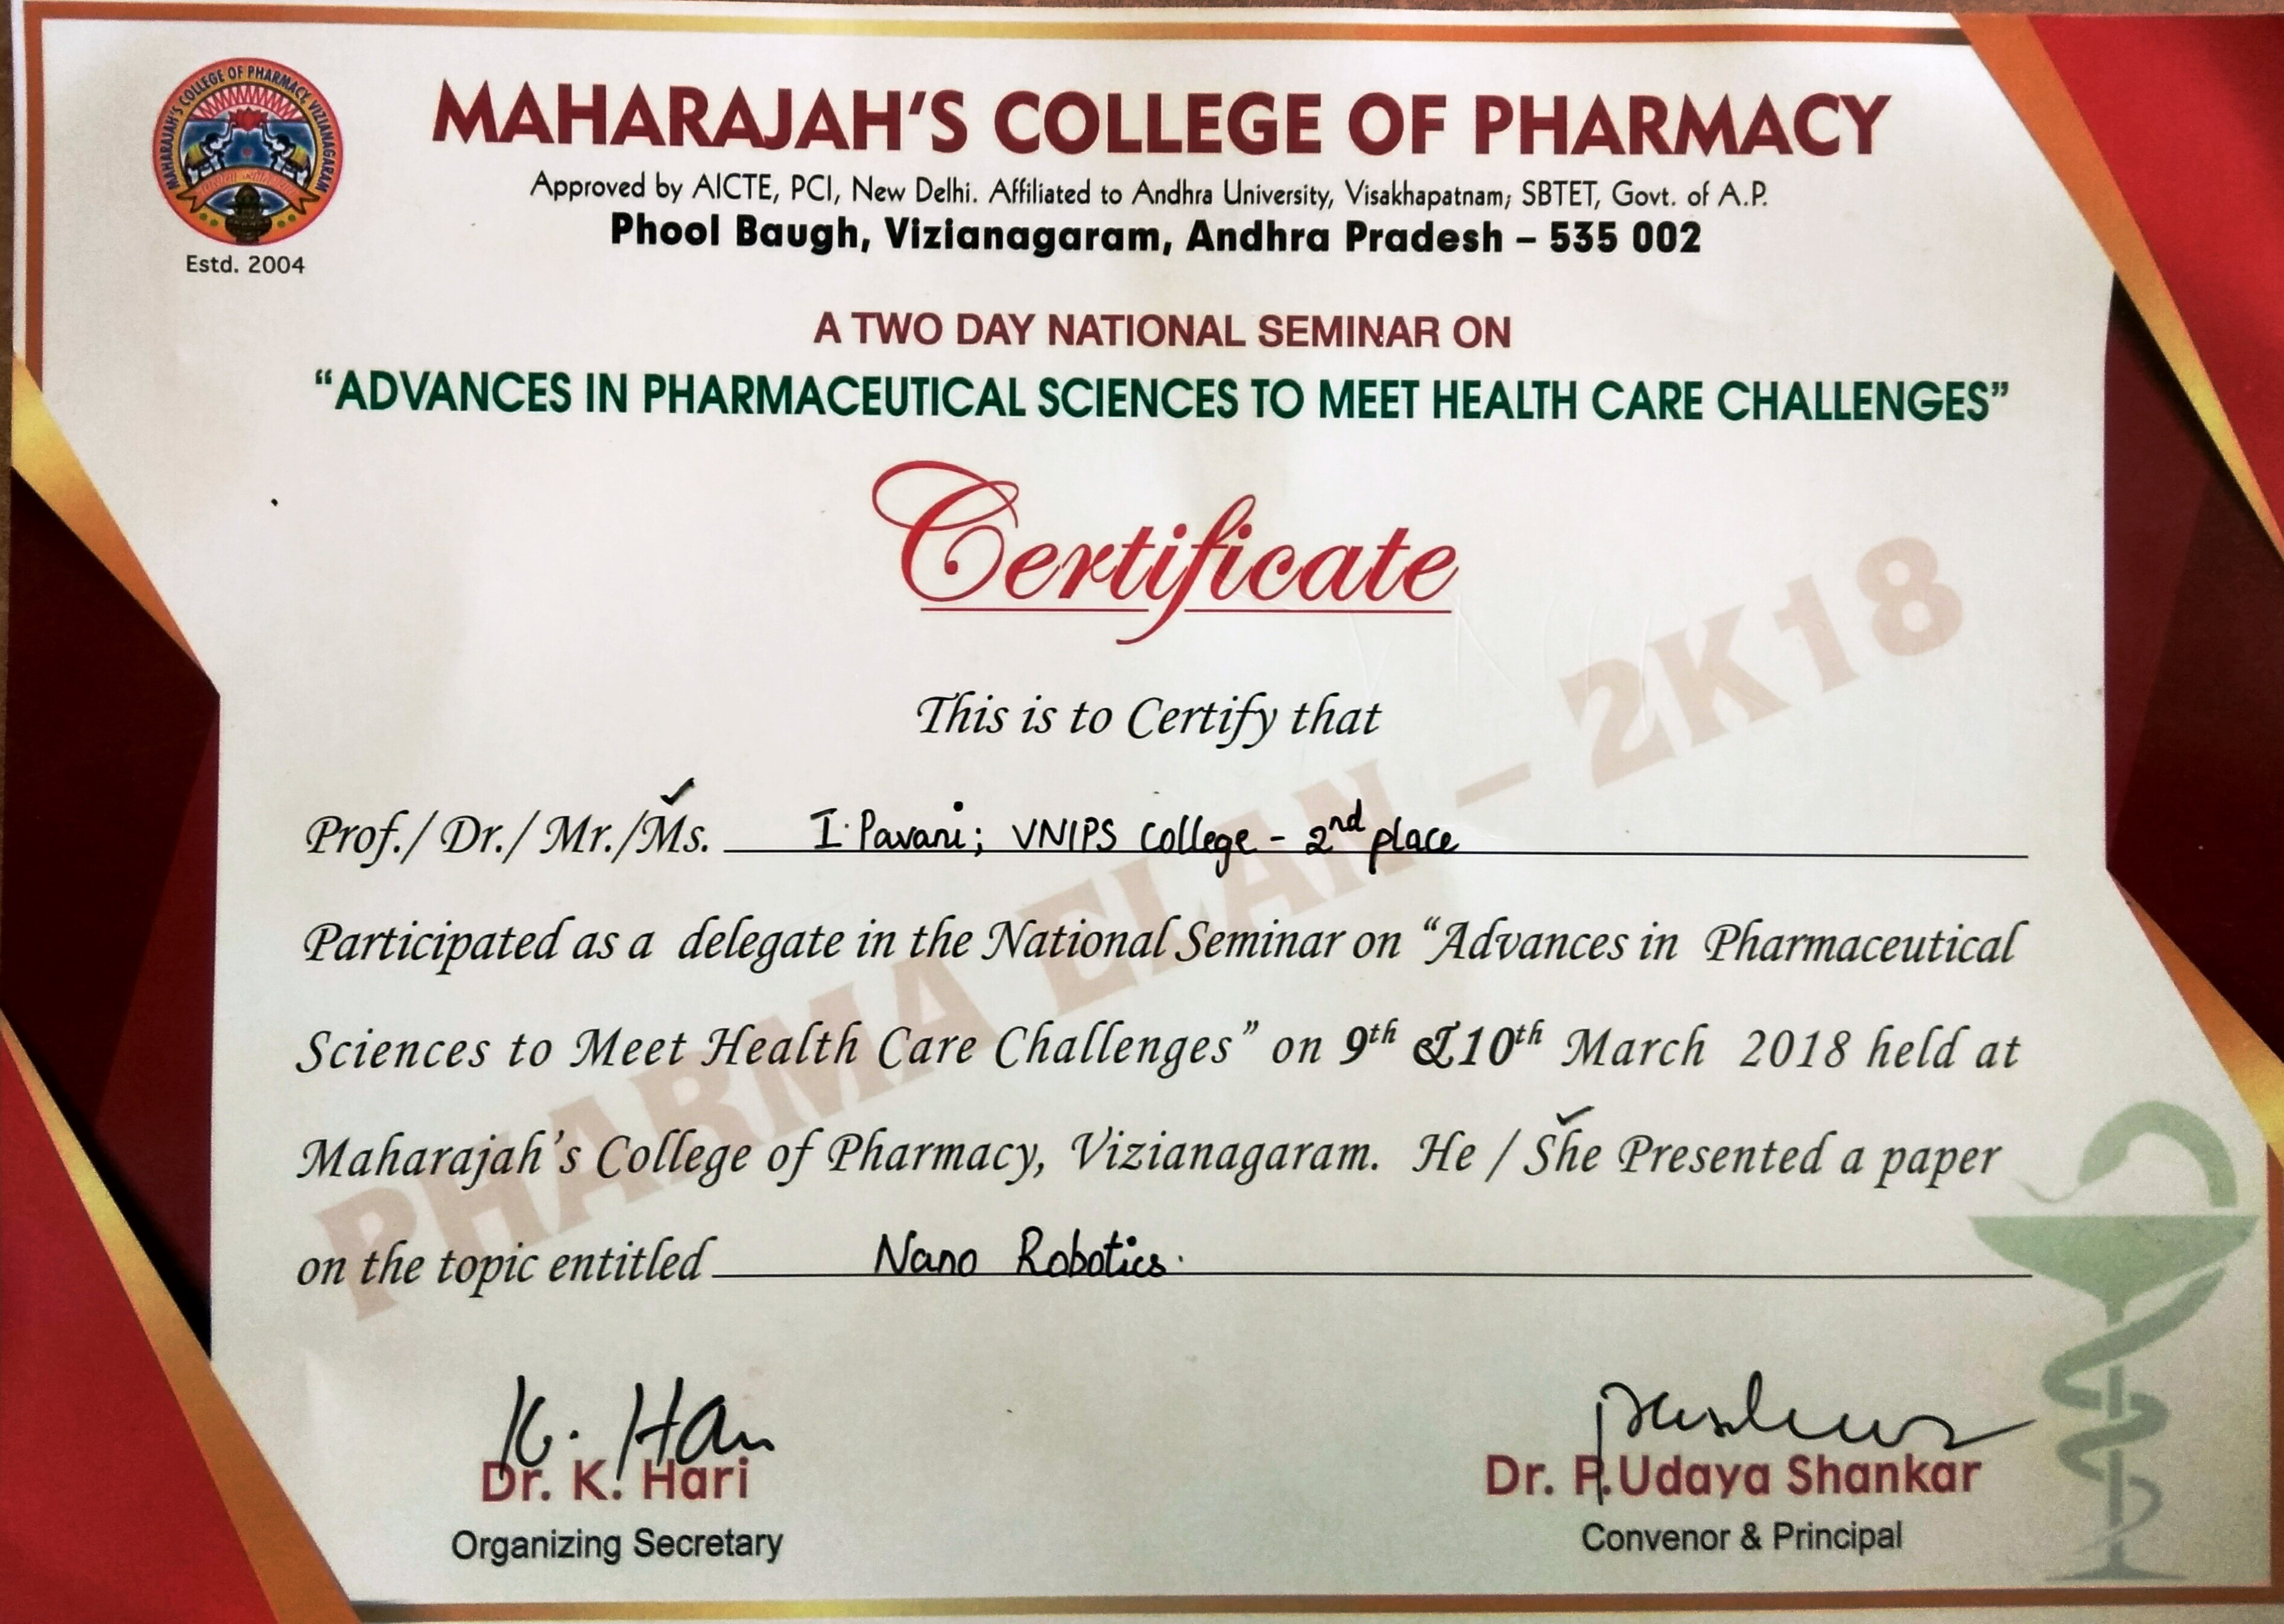 MAHARAJAH'S COLLEGE OF PHARMACY, VIZIANAGARAM
Estd. 2004
MAHARAJAH'S COLLEGE OF PHARMACY
Approved by AICTE, PCI, New Delhi. Affiliated to Andhra University, Visakhapatnam; SBTET, Govt. of A.P.
Phool Baugh, Vizianagaram, Andhra Pradesh – 535 002
A TWO DAY NATIONAL SEMINAR ON
“ADVANCES IN PHARMACEUTICAL SCIENCES TO MEET HEALTH CARE CHALLENGES”
Certificate
PHARMA ELAN – 2K18
This is to Certify that
Prof./ Dr./ Mr./Ms. I. Pavani; VNIPS College - 2nd place
Participated as a delegate in the National Seminar on “Advances in Pharmaceutical
Sciences to Meet Health Care Challenges” on 9th & 10th March 2018 held at
Maharajah's College of Pharmacy, Vizianagaram. He / She Presented a paper
on the topic entitled Nano Robotics.
K. Hari
Dr. K. Hari
Organizing Secretary
Dr. P.Udaya Shankar
Convenor & Principal